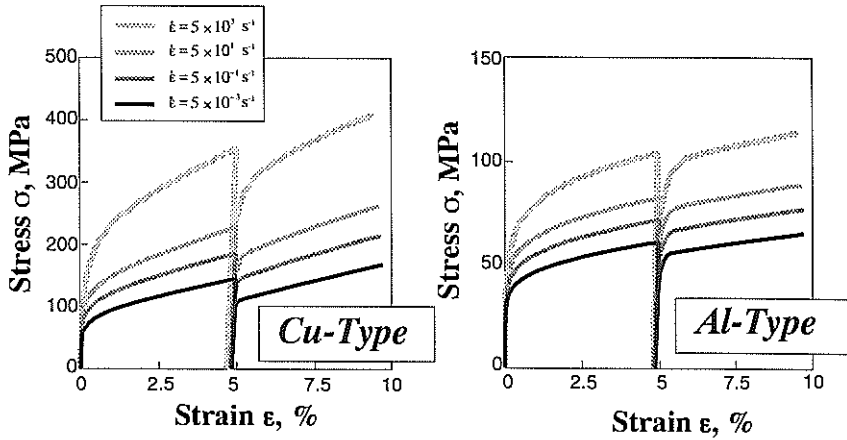 ε̇ = 5 × 10³ s⁻¹
ε̇ = 5 × 10¹ s⁻¹
ε̇ = 5 × 10⁻¹ s⁻¹
ε̇ = 5 × 10⁻³ s⁻¹
500
400
300
200
100
0
Stress σ, MPa
0
2.5
5
7.5
10
Strain ε, %
Cu-Type
150
100
50
0
Stress σ, MPa
0
2.5
5
7.5
10
Strain ε, %
Al-Type